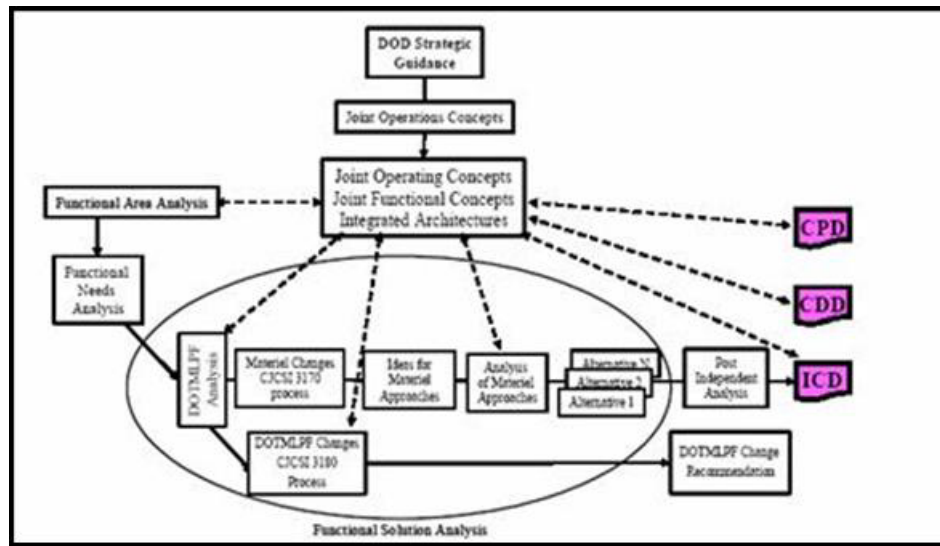 DOD Strategic
Guidance
Joint Operations Concepts
Joint Operating Concepts
Joint Functional Concepts
Integrated Architectures
Functional Area Analysis
CPD
Functional
Needs
Analysis
CDD
DOTMLPF
Analysis
Materiel Changes
CJCSI 3170
process
Ideas for
Materiel
Approaches
Analysis
of Materiel
Approaches
Alternative N
Alternative 2
Alternative 1
Post
Independent
Analysis
ICD
DOTMLPF Changes
CJCSI 3180
Process
DOTMLPF Change
Recommendation
Functional Solution Analysis